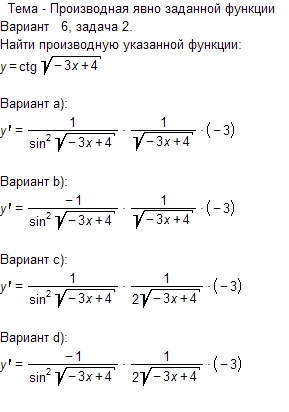 Тема - Производная явно заданной функции
Вариант 6, задача 2.
Найти производную указанной функции:
y = ctg √(-3x+4)
Вариант a):
y' = 1/(sin² √(-3x+4)) · 1/√(-3x+4) · (-3)
Вариант b):
y' = -1/(sin² √(-3x+4)) · 1/√(-3x+4) · (-3)
Вариант c):
y' = 1/(sin² √(-3x+4)) · 1/(2√(-3x+4)) · (-3)
Вариант d):
y' = -1/(sin² √(-3x+4)) · 1/(2√(-3x+4)) · (-3)